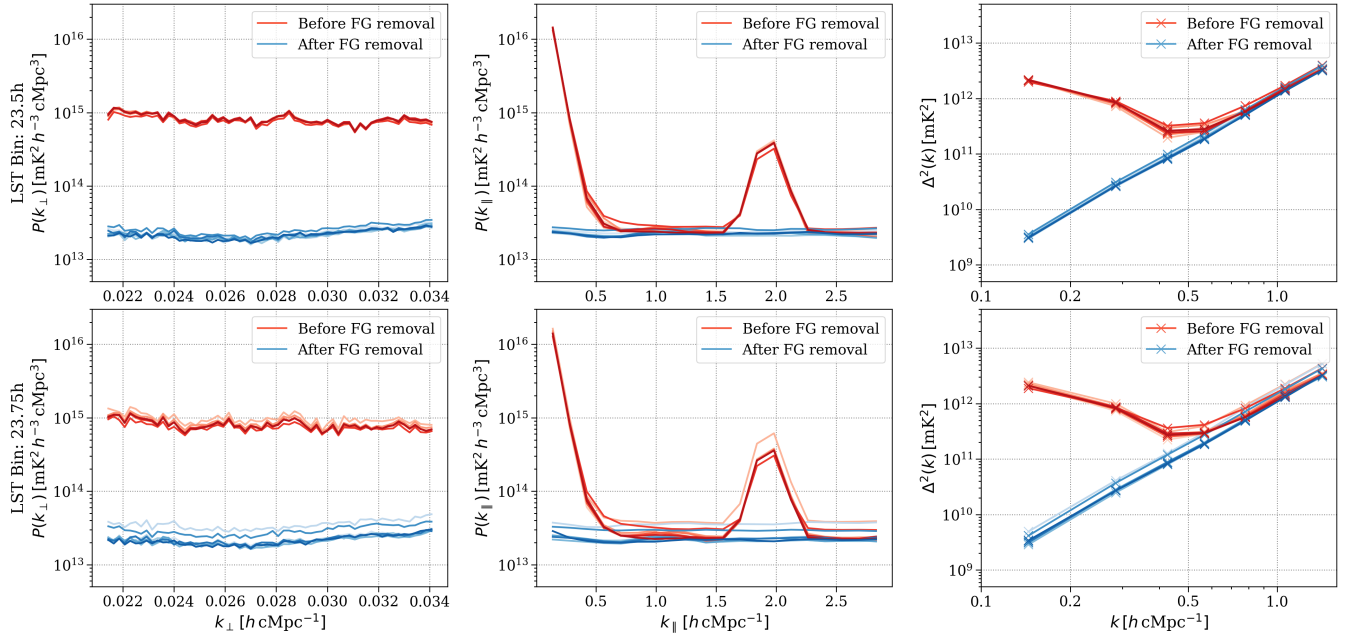 LST Bin: 23.5h
P(k⊥) [mK² h⁻³ cMpc³]
10¹⁶
10¹⁵
10¹⁴
10¹³
Before FG removal
After FG removal
0.022 0.024 0.026 0.028 0.030 0.032 0.034
P(k∥) [mK² h⁻³ cMpc³]
10¹⁶
10¹⁵
10¹⁴
10¹³
Before FG removal
After FG removal
0.5 1.0 1.5 2.0 2.5
Δ²(k) [mK²]
10¹³
10¹²
10¹¹
10¹⁰
10⁹
Before FG removal
After FG removal
0.1 0.2 0.5 1.0
LST Bin: 23.75h
P(k⊥) [mK² h⁻³ cMpc³]
10¹⁶
10¹⁵
10¹⁴
10¹³
Before FG removal
After FG removal
0.022 0.024 0.026 0.028 0.030 0.032 0.034
k⊥ [h cMpc⁻¹]
P(k∥) [mK² h⁻³ cMpc³]
10¹⁶
10¹⁵
10¹⁴
10¹³
Before FG removal
After FG removal
0.5 1.0 1.5 2.0 2.5
k∥ [h cMpc⁻¹]
Δ²(k) [mK²]
10¹³
10¹²
10¹¹
10¹⁰
10⁹
Before FG removal
After FG removal
0.1 0.2 0.5 1.0
k [h cMpc⁻¹]